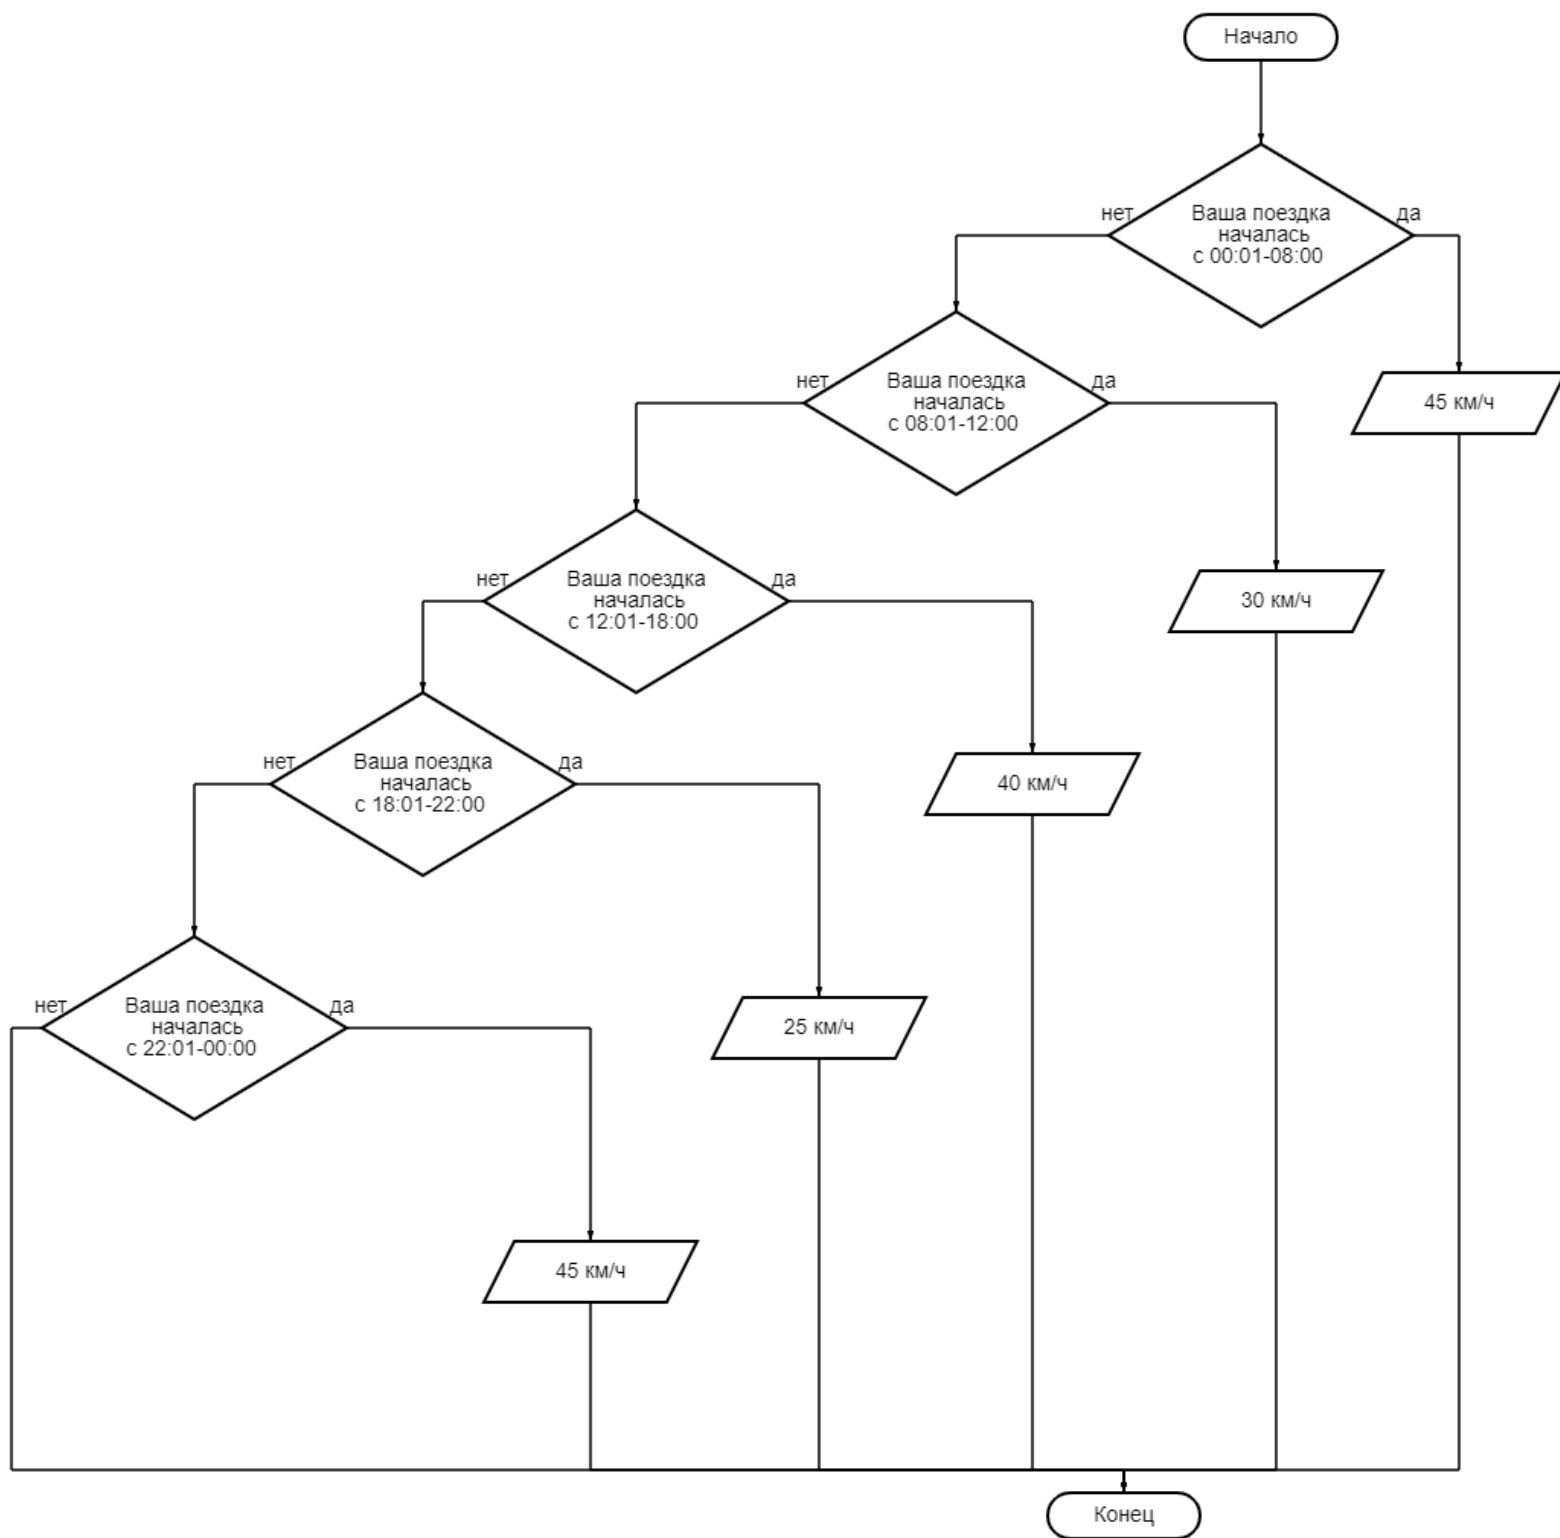 Начало
нет
Ваша поездка
началась
с 00:01-08:00
да
нет
Ваша поездка
началась
с 08:01-12:00
да
45 км/ч
нет
Ваша поездка
началась
с 12:01-18:00
да
30 км/ч
нет
Ваша поездка
началась
с 18:01-22:00
да
40 км/ч
нет
Ваша поездка
началась
с 22:01-00:00
да
25 км/ч
45 км/ч
Конец